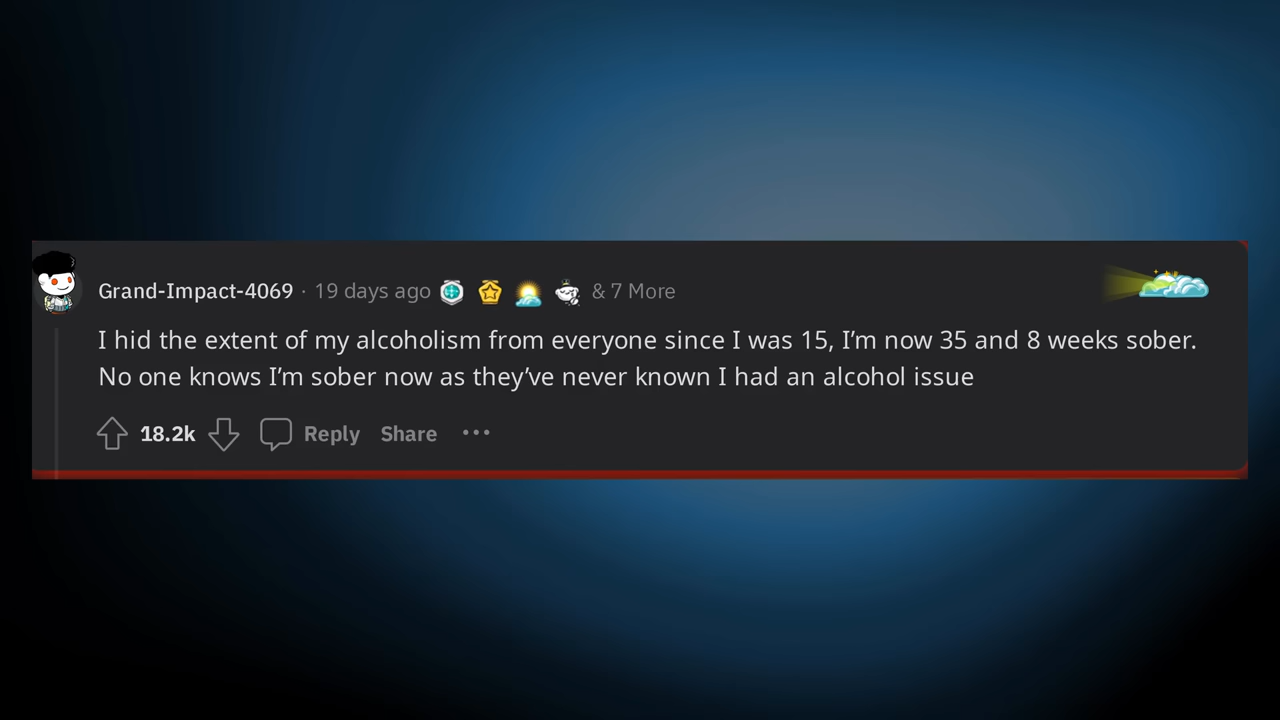 Grand-Impact-4069 · 19 days ago & 7 More
I hid the extent of my alcoholism from everyone since I was 15, I’m now 35 and 8 weeks sober.
No one knows I’m sober now as they’ve never known I had an alcohol issue
18.2k Reply Share ···